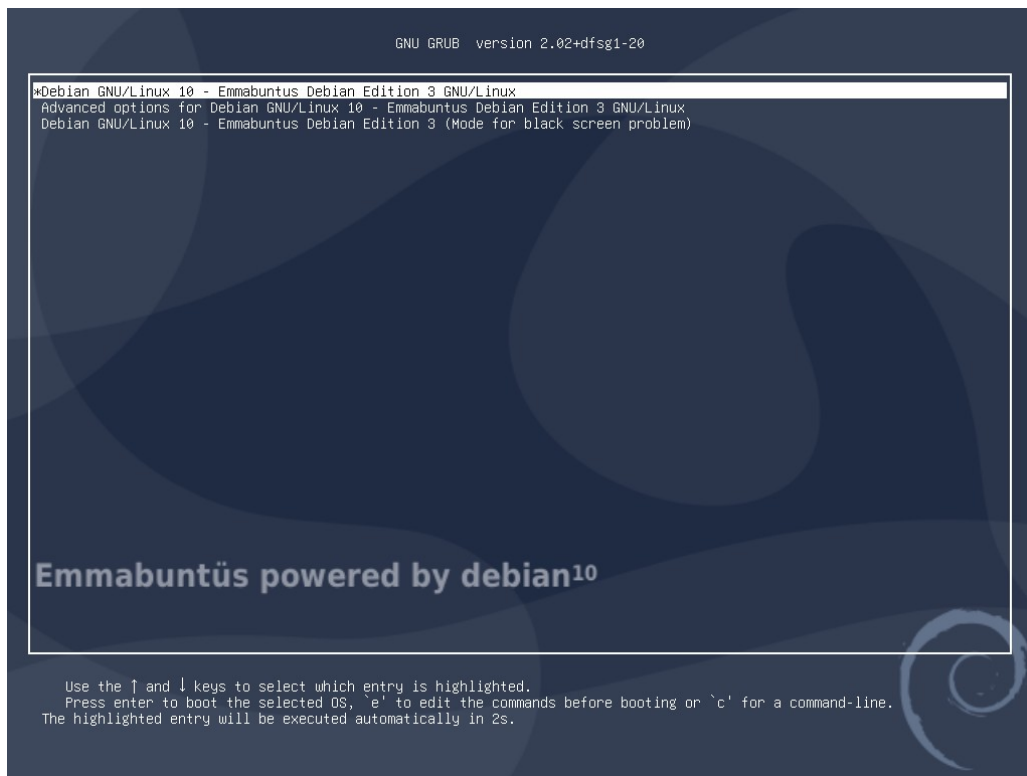 GNU GRUB  version 2.02+dfsg1-20
*Debian GNU/Linux 10 - Emmabuntus Debian Edition 3 GNU/Linux
Advanced options for Debian GNU/Linux 10 - Emmabuntus Debian Edition 3 GNU/Linux
Debian GNU/Linux 10 - Emmabuntus Debian Edition 3 (Mode for black screen problem)
Emmabuntüs powered by debian10
Use the ↑ and ↓ keys to select which entry is highlighted.
Press enter to boot the selected OS, `e' to edit the commands before booting or `c' for a command-line.
The highlighted entry will be executed automatically in 2s.